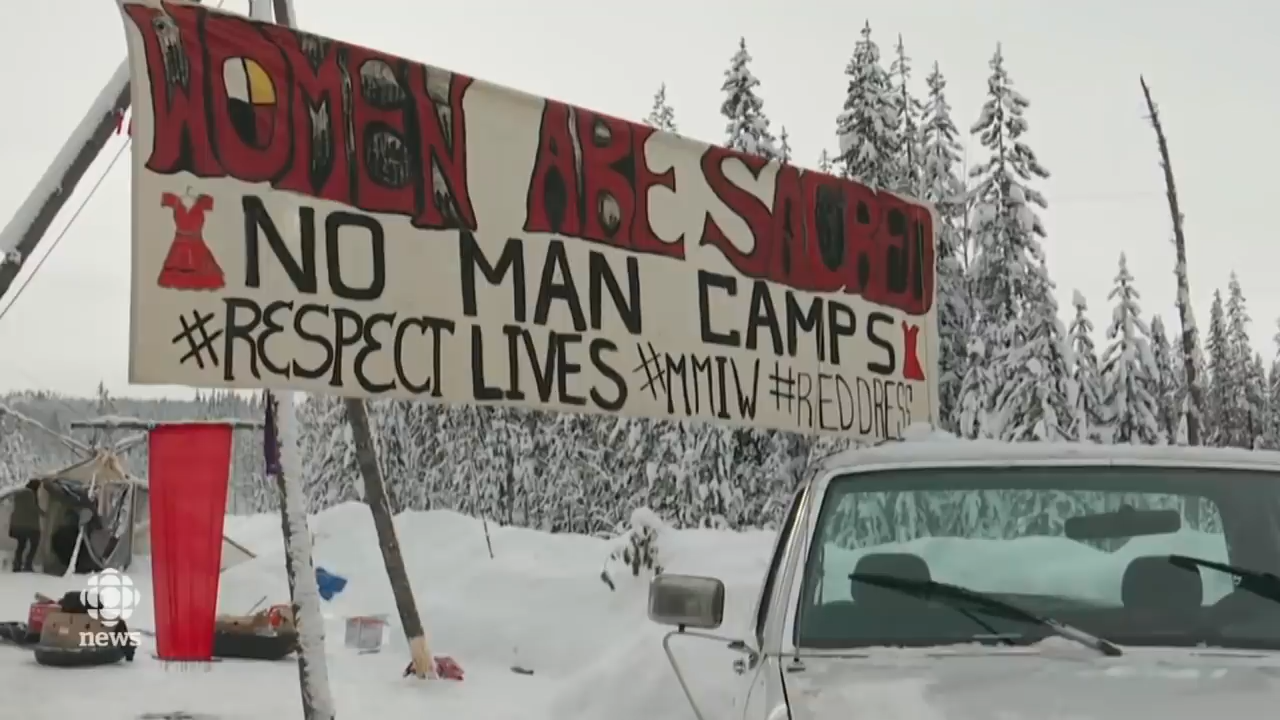 WOMEN ARE SACRED
NO MAN CAMPS
#RESPECT LIVES #MMIW #REDDRESS
news